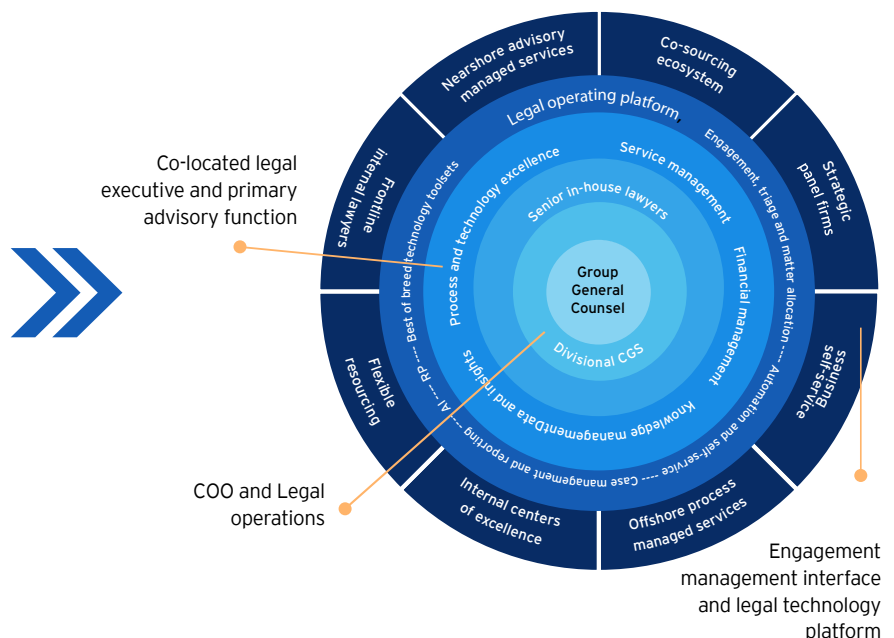 Nearshore advisory
managed services
Co-sourcing
ecosystem
Strategic
panel firms
Business
self-service
Offshore process
managed services
Internal centers
of excellence
Flexible
resourcing
Frontline
internal lawyers
Legal operating platform,
Engagement, triage and matter allocation ---- Automation and self-service ---- Case management and reporting ---- AI ---- RP ---- Best of breed technology toolsets
Process and technology excellence
Service management
Financial management
Knowledge management
Data and insights
Senior in-house lawyers
Divisional CGS
Group
General
Counsel
Co-located legal
executive and primary
advisory function
COO and Legal
operations
Engagement
management interface
and legal technology
platform